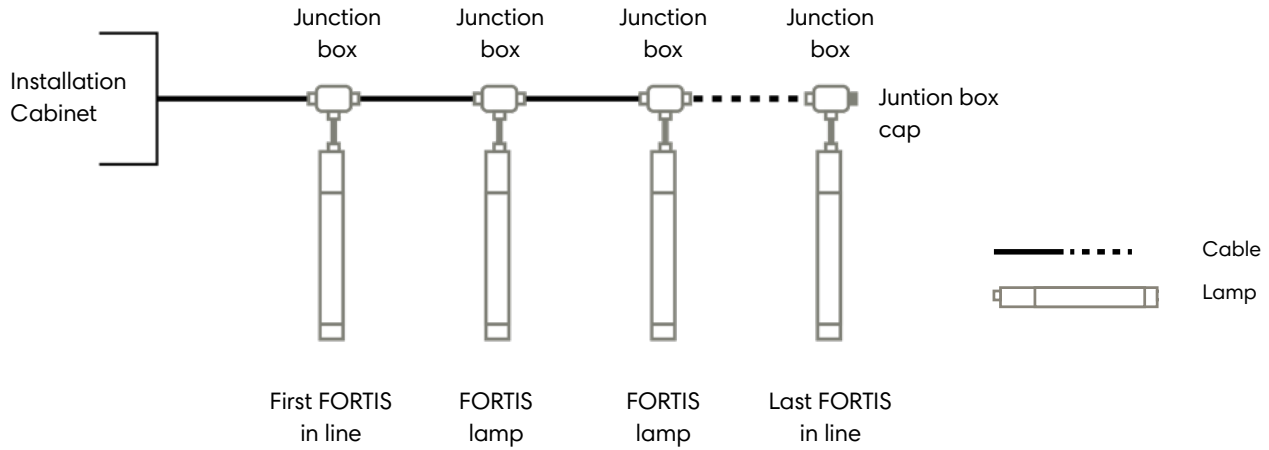 Junction
box
Junction
box
Junction
box
Junction
box
Installation
Cabinet
Juntion box
cap
Cable
Lamp
First FORTIS
in line
FORTIS
lamp
FORTIS
lamp
Last FORTIS
in line